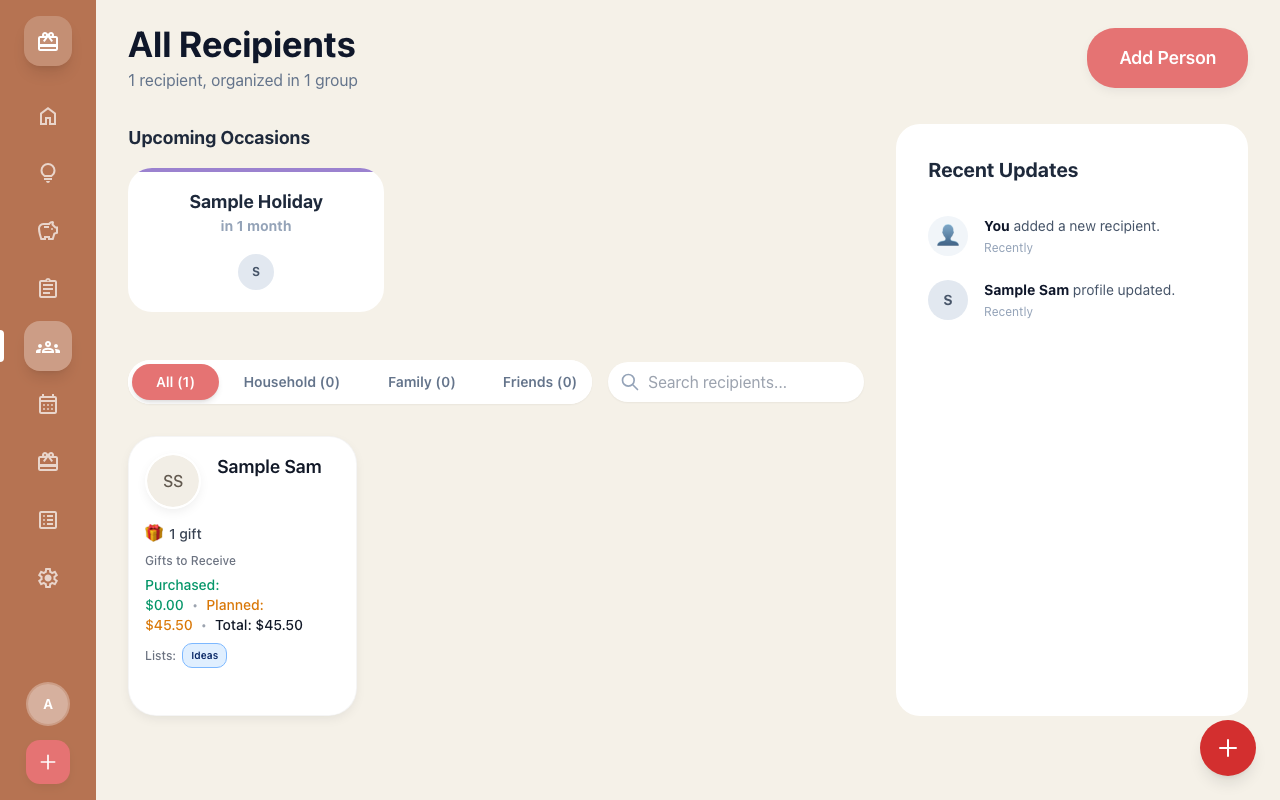 All Recipients
1 recipient, organized in 1 group
Add Person
Upcoming Occasions
Sample Holiday
in 1 month
S
All (1)
Household (0)
Family (0)
Friends (0)
Search recipients...
SS
Sample Sam
1 gift
Gifts to Receive
Purchased:
$0.00 • Planned:
$45.50 • Total: $45.50
Lists: Ideas
Recent Updates
You added a new recipient.
Recently
S
Sample Sam profile updated.
Recently
A